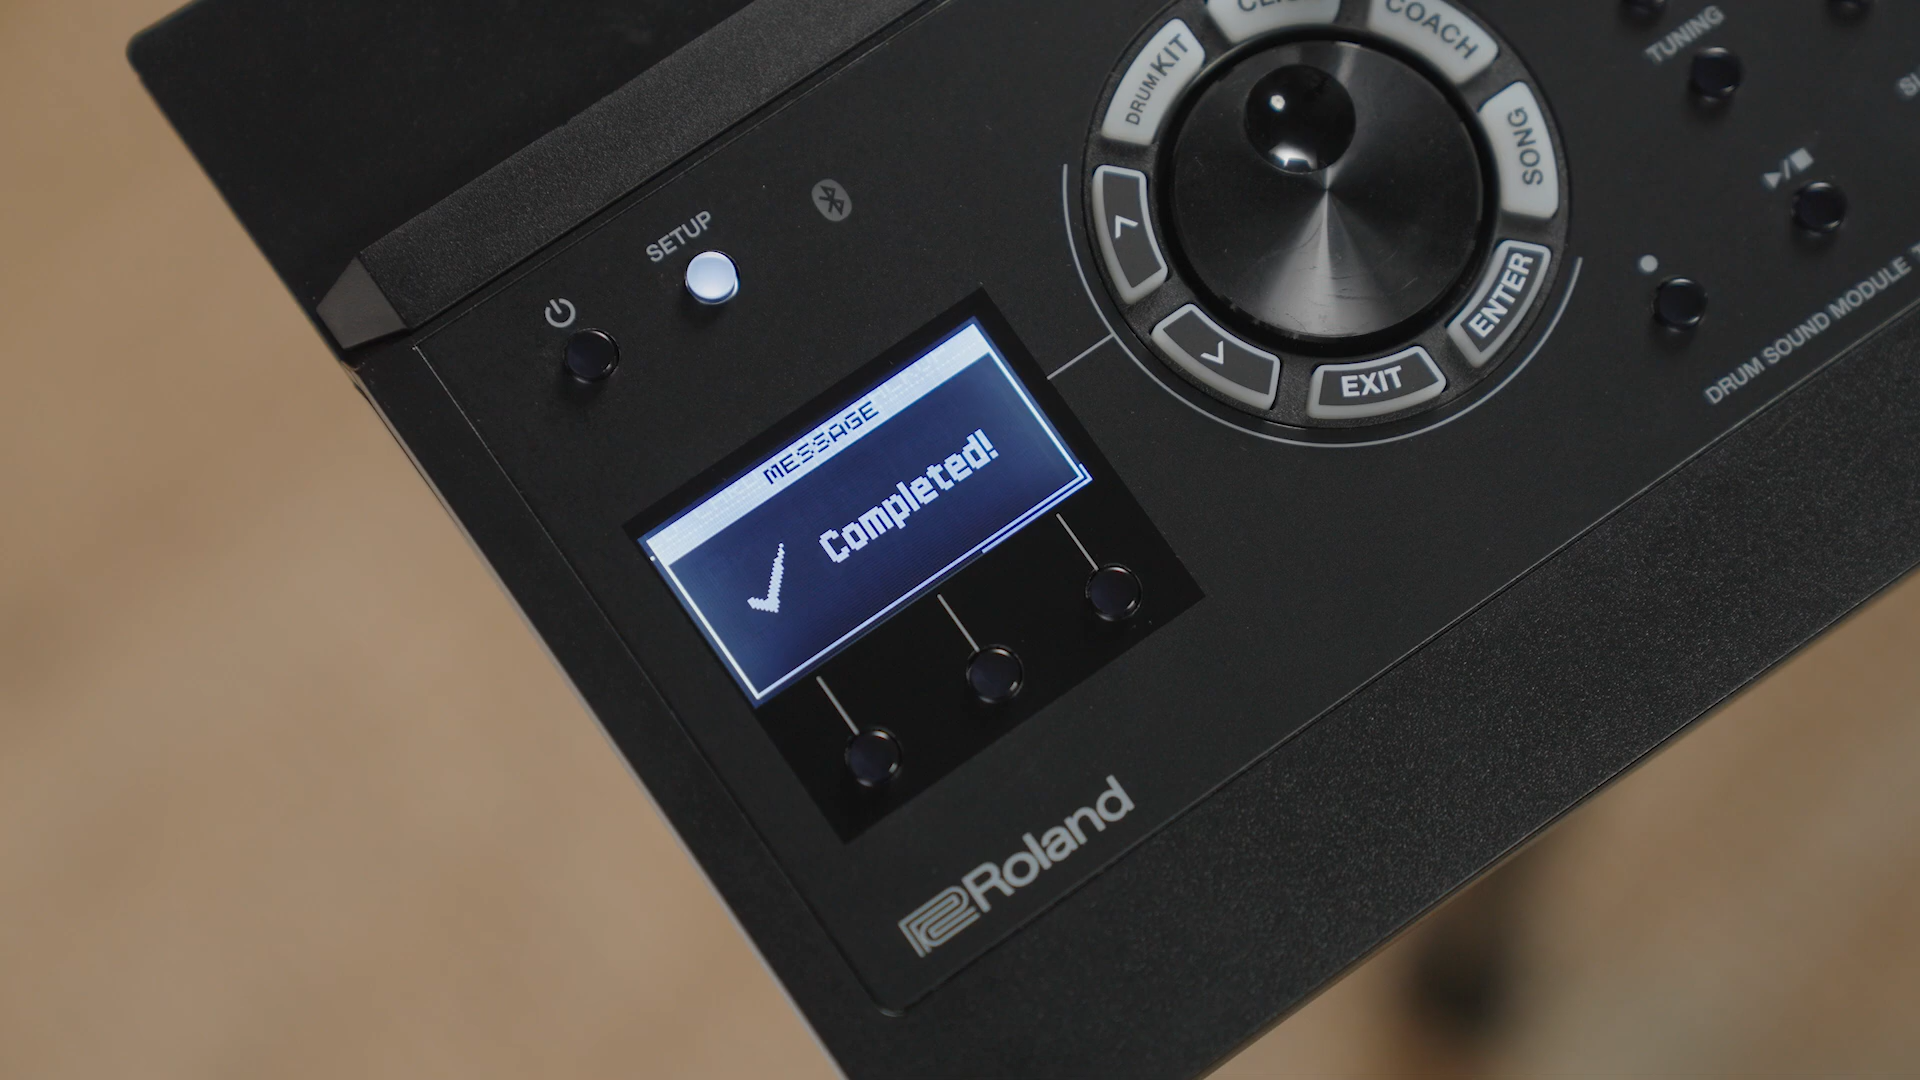 COACH
DRUM KIT
TUNING
SONG
SETUP
ENTER
EXIT
DRUM SOUND MODULE
MESSAGE
Completed!
Roland